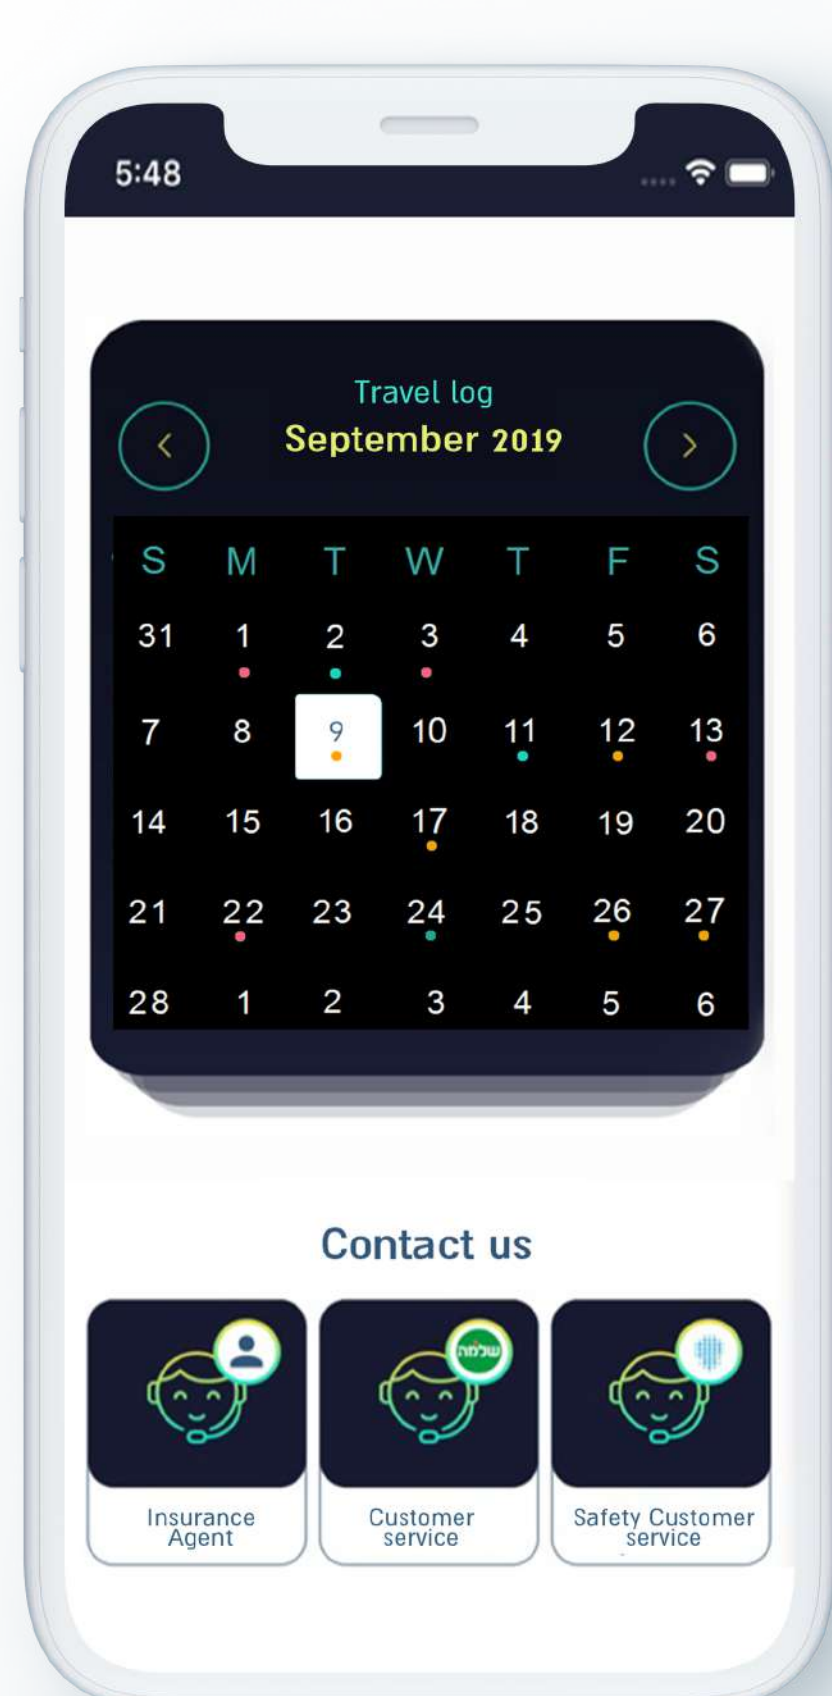 5:48
Travel log
September 2019
S M T W T F S
31 1 2 3 4 5 6
7 8 9 10 11 12 13
14 15 16 17 18 19 20
21 22 23 24 25 26 27
28 1 2 3 4 5 6
Contact us
שלמה
Insurance
Agent
Customer
service
Safety Customer
service